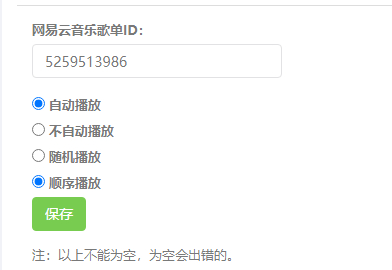 网易云音乐歌单ID：
5259513986
自动播放
不自动播放
随机播放
顺序播放
保存
注：以上不能为空，为空会出错的。